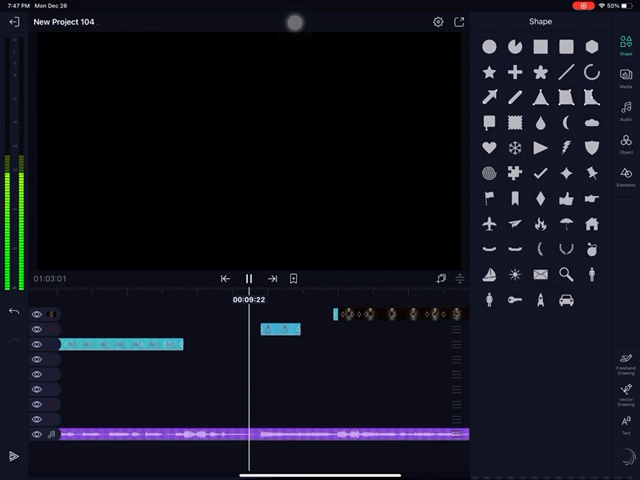 7:47 PM Mon Dec 26
50%
New Project 104
Shape
Shape
Media
Audio
Object
Elements
01:03:01
00:09:22
Freehand
Drawing
Vector
Drawing
Text